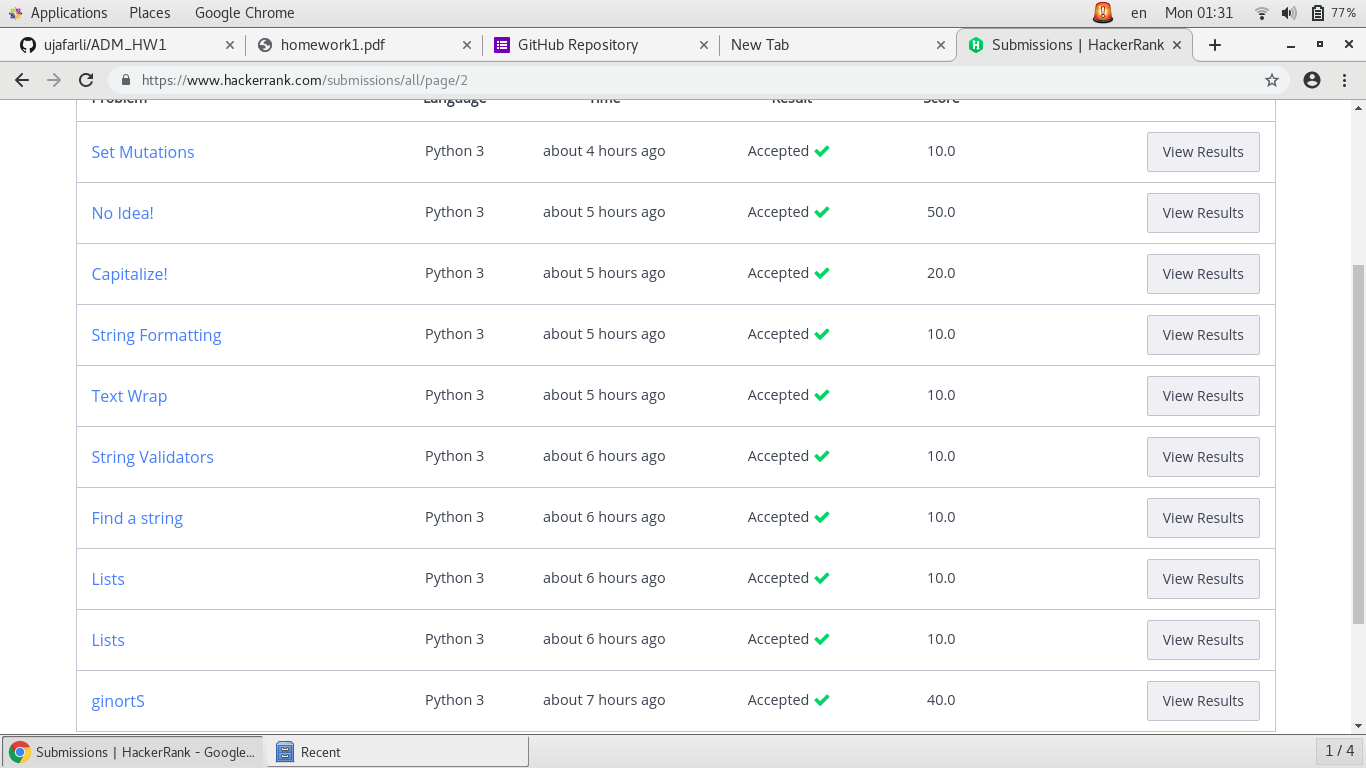 Applications Places Google Chrome en Mon 01:31 77%
ujafarli/ADM_HW1 homework1.pdf GitHub Repository New Tab Submissions | HackerRank
https://www.hackerrank.com/submissions/all/page/2
Problem Language Time Result Score
Set Mutations Python 3 about 4 hours ago Accepted 10.0 View Results
No Idea! Python 3 about 5 hours ago Accepted 50.0 View Results
Capitalize! Python 3 about 5 hours ago Accepted 20.0 View Results
String Formatting Python 3 about 5 hours ago Accepted 10.0 View Results
Text Wrap Python 3 about 5 hours ago Accepted 10.0 View Results
String Validators Python 3 about 6 hours ago Accepted 10.0 View Results
Find a string Python 3 about 6 hours ago Accepted 10.0 View Results
Lists Python 3 about 6 hours ago Accepted 10.0 View Results
Lists Python 3 about 6 hours ago Accepted 10.0 View Results
ginortS Python 3 about 7 hours ago Accepted 40.0 View Results
Submissions | HackerRank - Google... Recent 1 / 4